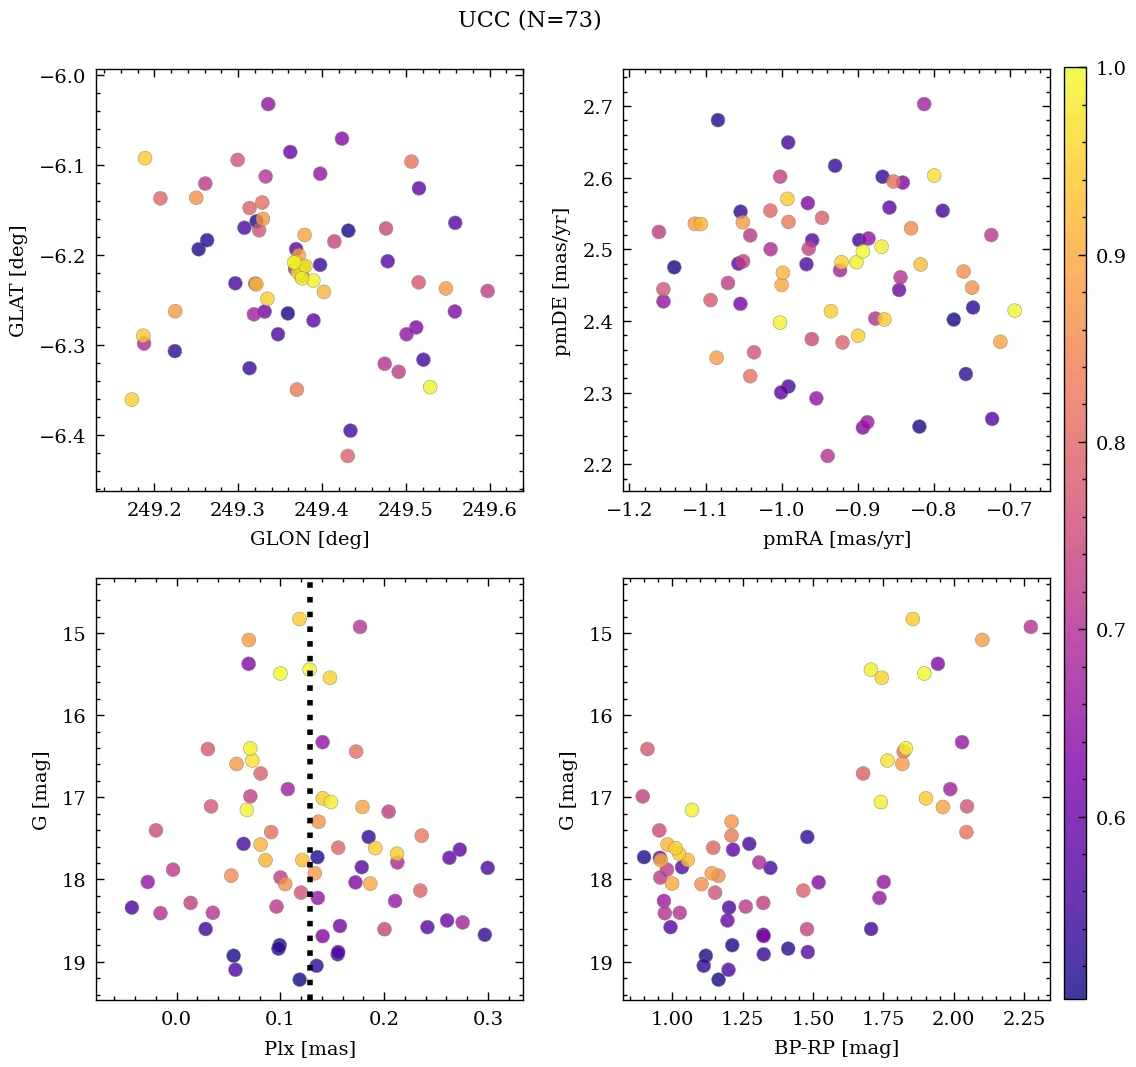 UCC (N=73)
−6.0
−6.1
−6.2
−6.3
−6.4
GLAT [deg]
249.2 249.3 249.4 249.5 249.6
GLON [deg]
2.7
2.6
2.5
2.4
2.3
2.2
pmDE [mas/yr]
−1.2 −1.1 −1.0 −0.9 −0.8 −0.7
pmRA [mas/yr]
1.0
0.9
0.8
0.7
0.6
15
16
17
18
19
G [mag]
0.0 0.1 0.2 0.3
Plx [mas]
15
16
17
18
19
G [mag]
1.00 1.25 1.50 1.75 2.00 2.25
BP-RP [mag]